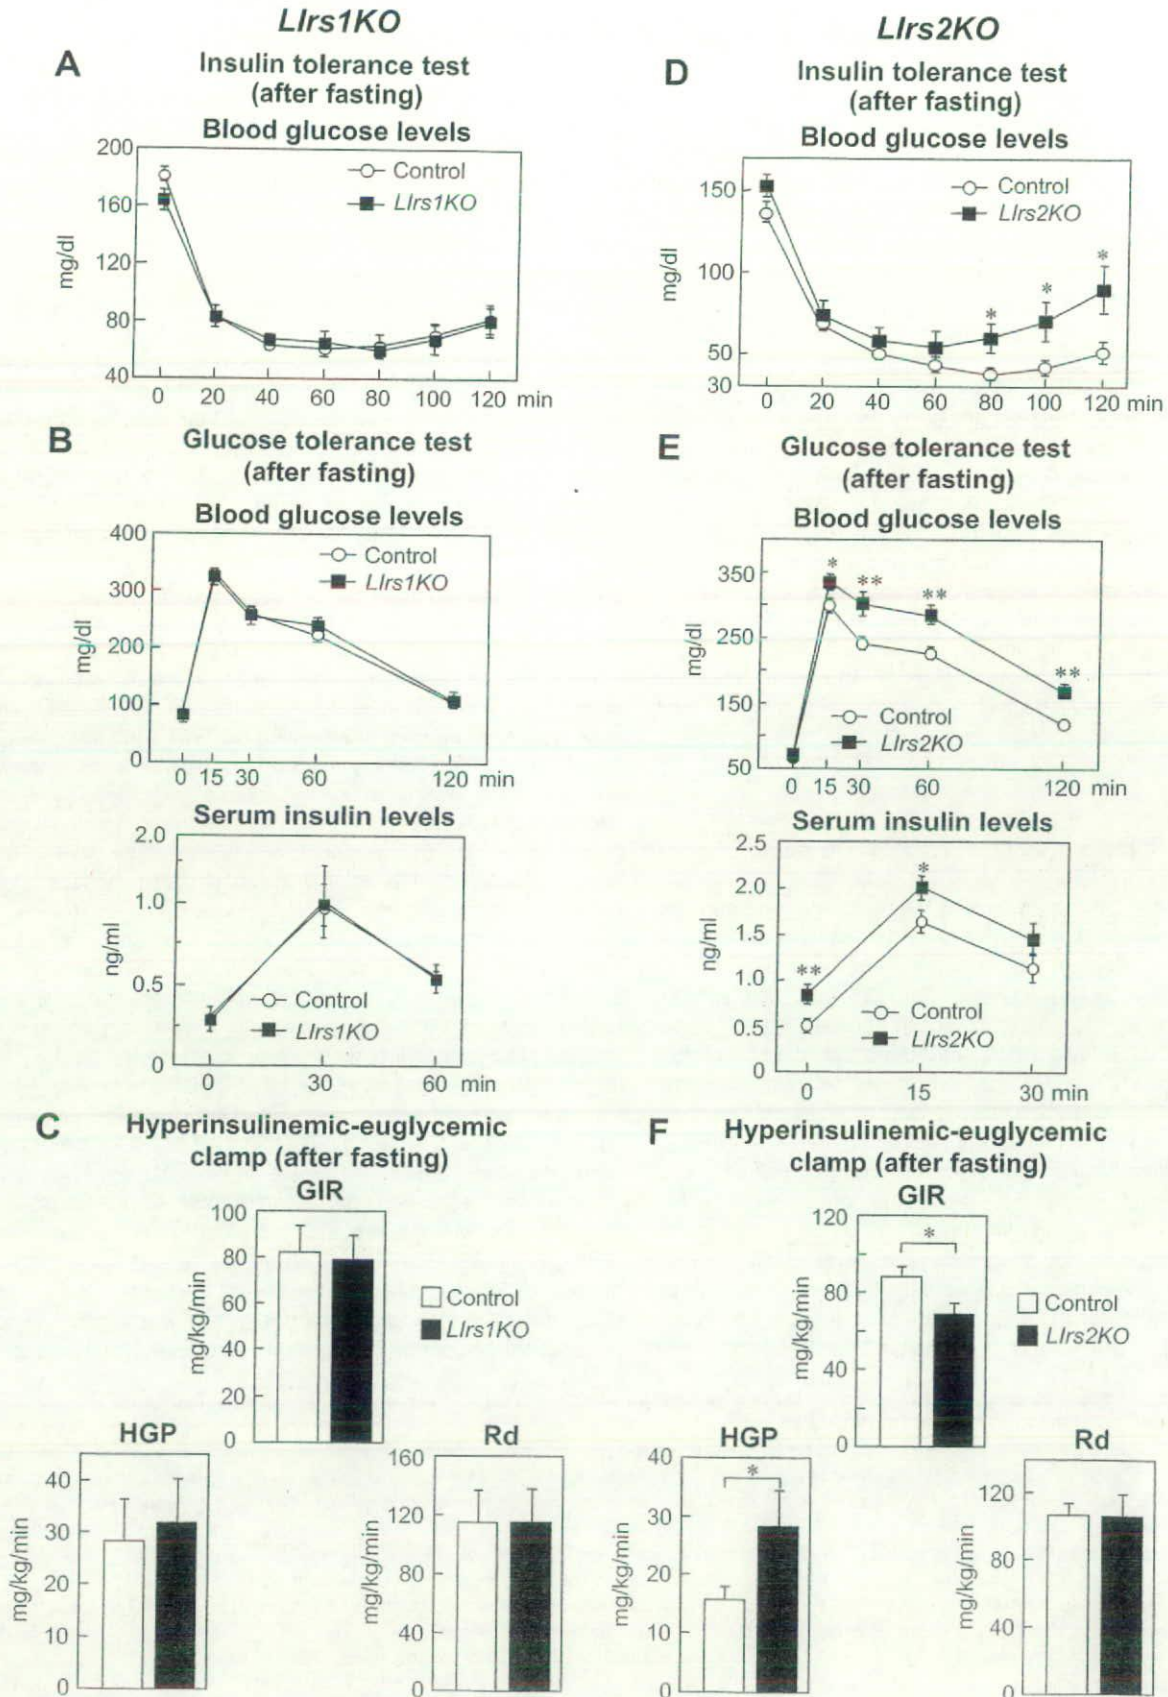 LIrs1KO
A
Insulin tolerance test
(after fasting)
Blood glucose levels
200
160
120
80
40
mg/dl
Control
LIrs1KO
0 20 40 60 80 100 120 min
B
Glucose tolerance test
(after fasting)
Blood glucose levels
400
300
200
100
0
mg/dl
Control
LIrs1KO
0 15 30 60 120 min
Serum insulin levels
2.0
1.0
0.5
0
ng/ml
Control
LIrs1KO
0 30 60 min
C
Hyperinsulinemic-euglycemic
clamp (after fasting)
GIR
100
80
60
40
20
0
mg/kg/min
Control
LIrs1KO
HGP
40
30
20
10
0
mg/kg/min
Rd
160
120
80
40
0
mg/kg/min
LIrs2KO
D
Insulin tolerance test
(after fasting)
Blood glucose levels
150
100
50
30
mg/dl
Control
LIrs2KO
*
*
*
0 20 40 60 80 100 120 min
E
Glucose tolerance test
(after fasting)
Blood glucose levels
350
250
150
50
mg/dl
*
**
**
**
Control
LIrs2KO
0 15 30 60 120 min
Serum insulin levels
2.5
2.0
1.5
1.0
0.5
0
ng/ml
**
*
Control
LIrs2KO
0 15 30 min
F
Hyperinsulinemic-euglycemic
clamp (after fasting)
GIR
120
80
40
0
mg/kg/min
*
Control
LIrs2KO
HGP
40
30
20
10
0
mg/kg/min
*
Rd
120
80
40
0
mg/kg/min